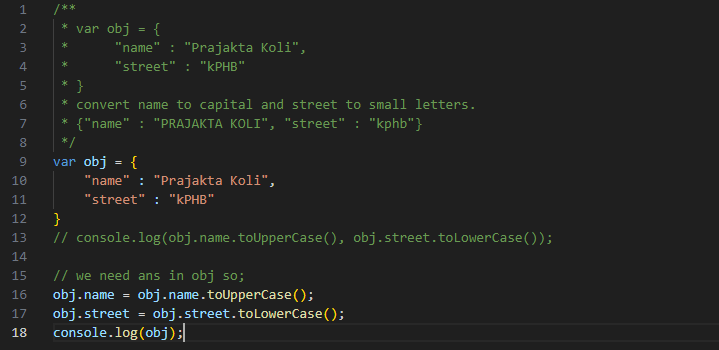 1 /**
2  * var obj = {
3  *      "name" : "Prajakta Koli",
4  *      "street" : "kPHB"
5  * }
6  * convert name to capital and street to small letters.
7  * {"name" : "PRAJAKTA KOLI", "street" : "kphb"}
8  */
9 var obj = {
10     "name" : "Prajakta Koli",
11     "street" : "kPHB"
12 }
13 // console.log(obj.name.toUpperCase(), obj.street.toLowerCase());
14
15 // we need ans in obj so;
16 obj.name = obj.name.toUpperCase();
17 obj.street = obj.street.toLowerCase();
18 console.log(obj);